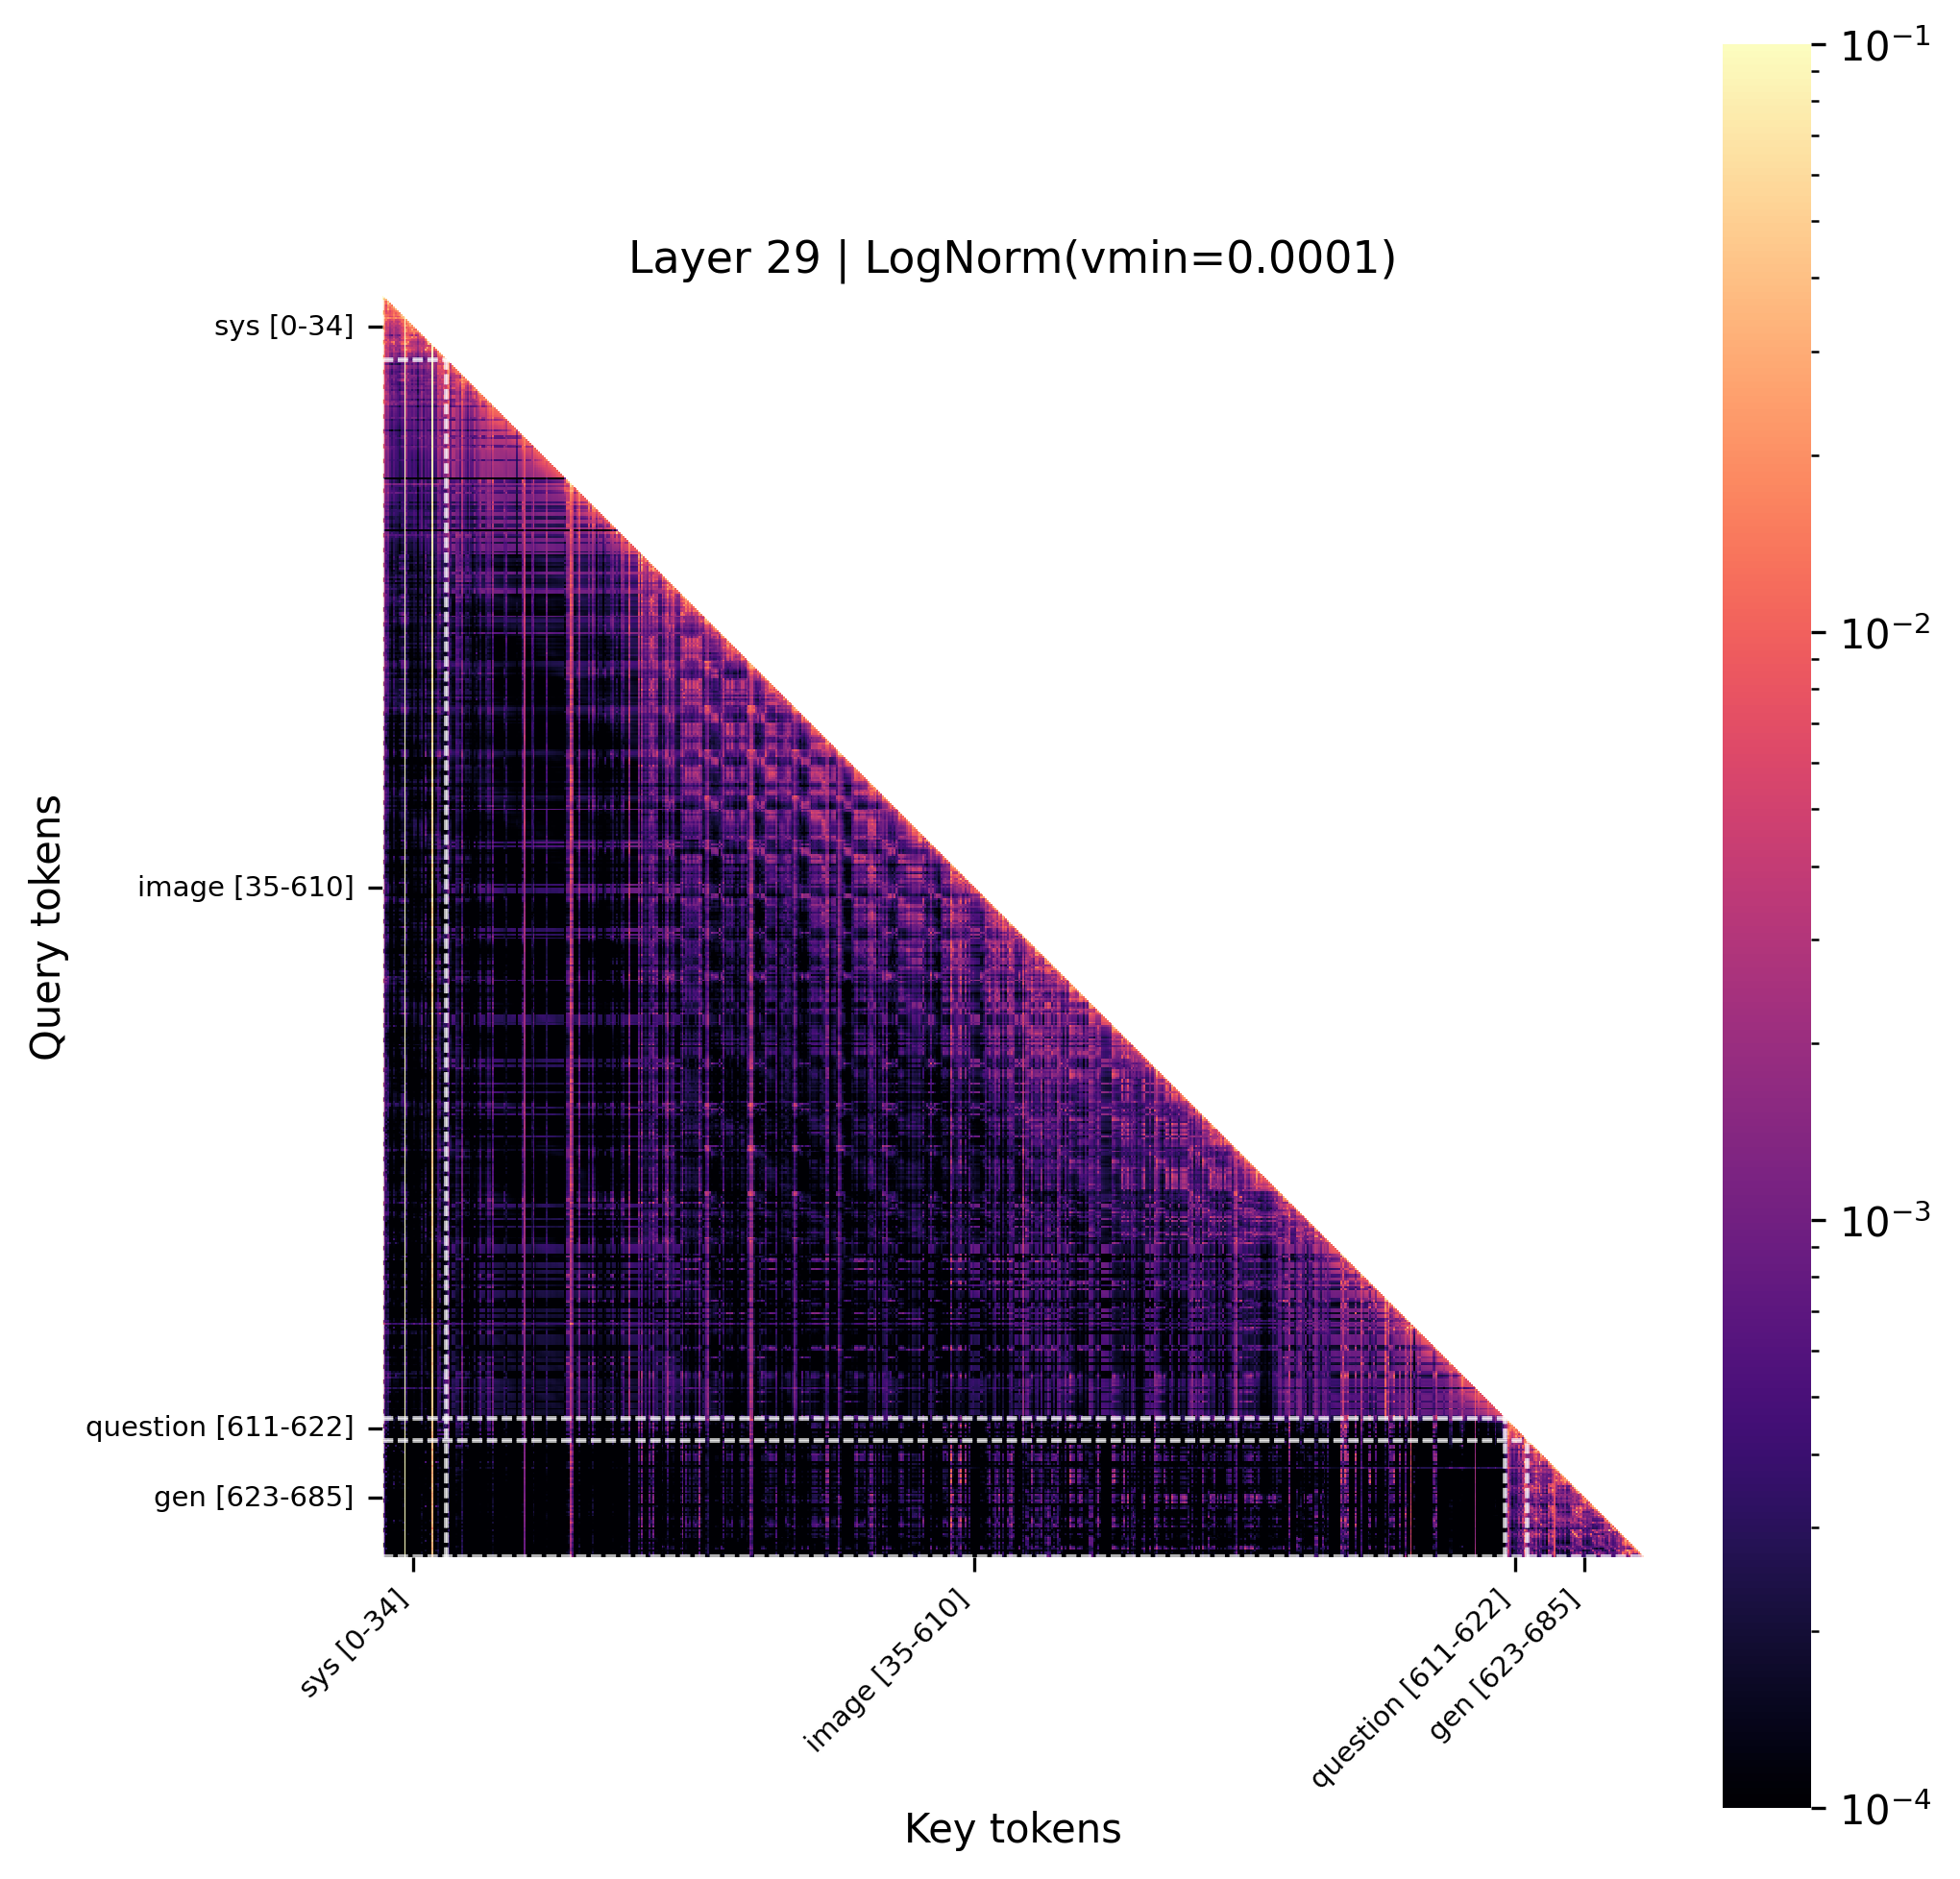 Layer 29 | LogNorm(vmin=0.0001)
Query tokens
sys [0-34]
image [35-610]
question [611-622]
gen [623-685]
sys [0-34]
image [35-610]
question [611-622]
gen [623-685]
Key tokens
10⁻¹
10⁻²
10⁻³
10⁻⁴